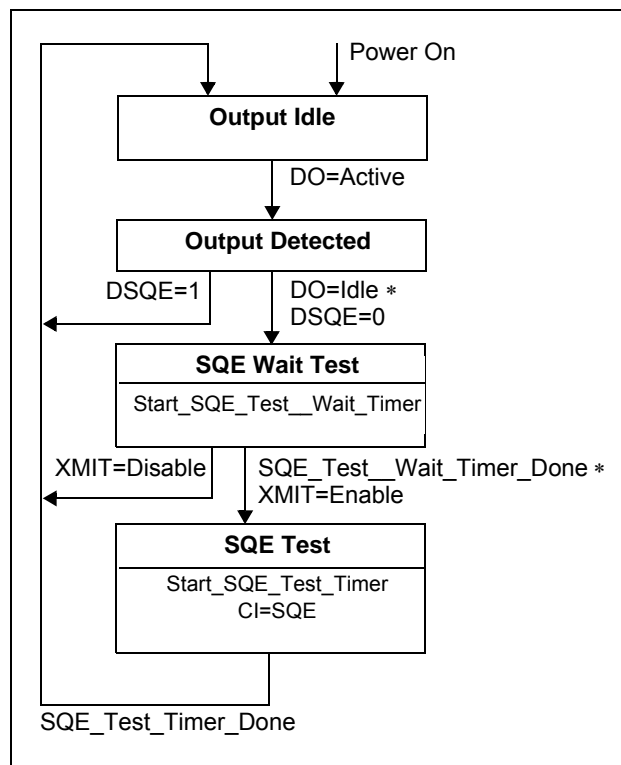 Power On
Output Idle
DO=Active
Output Detected
DSQE=1
DO=Idle *
DSQE=0
SQE Wait Test
Start_SQE_Test__Wait_Timer
XMIT=Disable
SQE_Test__Wait_Timer_Done *
XMIT=Enable
SQE Test
Start_SQE_Test_Timer
CI=SQE
SQE_Test_Timer_Done